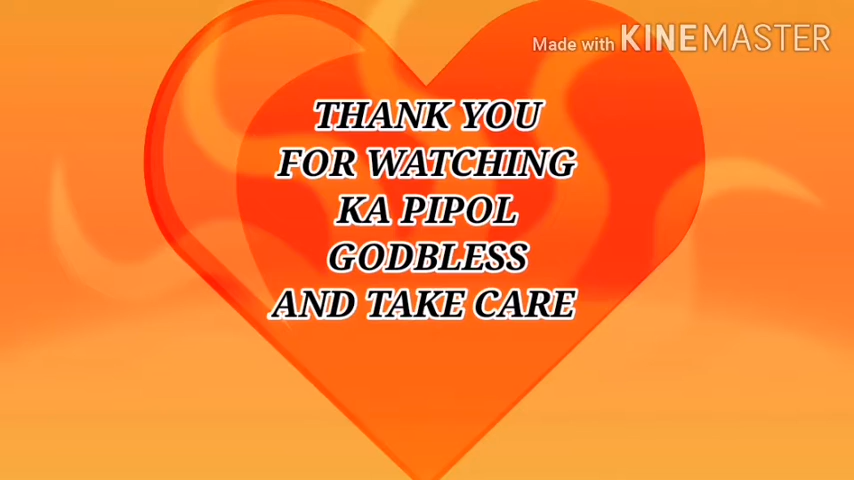 Made with KINEMASTER
THANK YOU
FOR WATCHING
KA PIPOL
GODBLESS
AND TAKE CARE